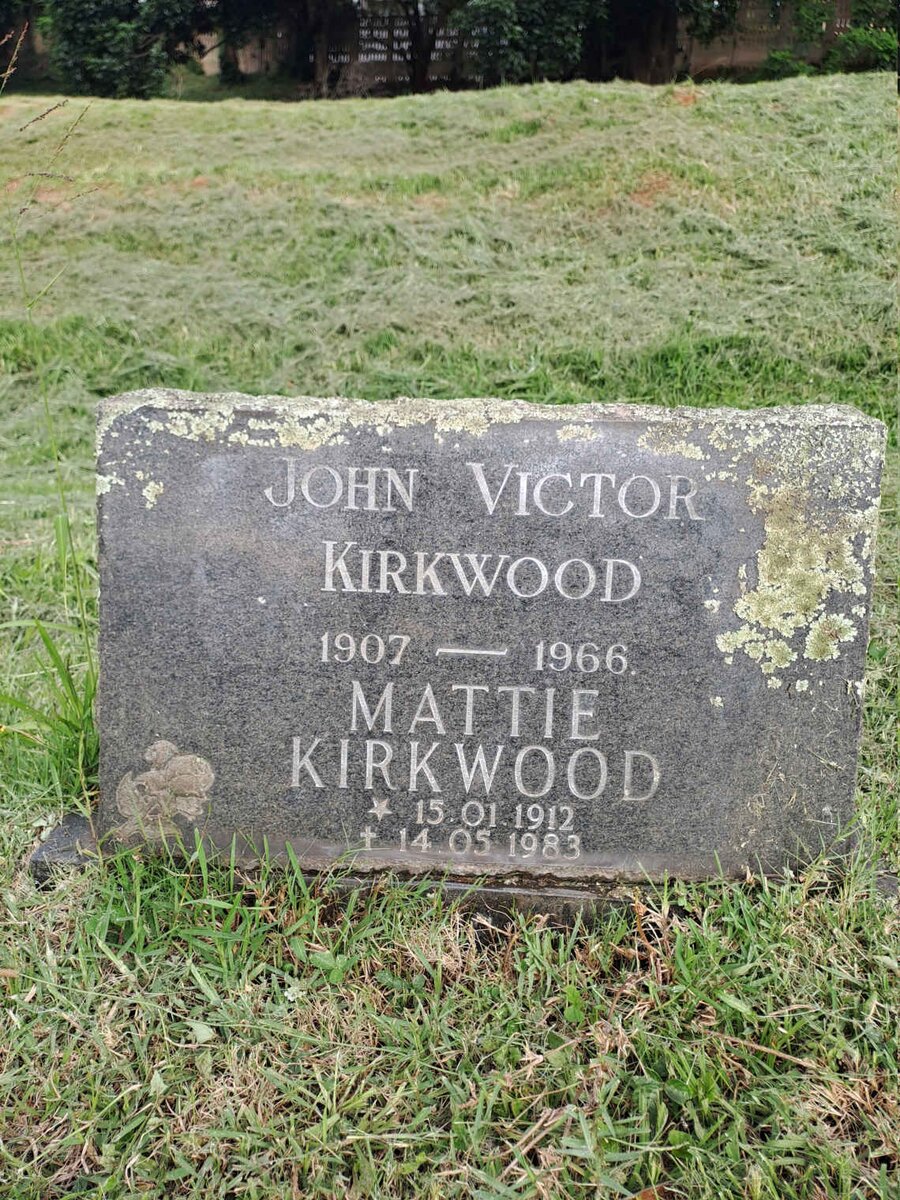 JOHN VICTOR
KIRKWOOD
1907 — 1966.
MATTIE
KIRKWOOD
★ 15.01.1912
✝ 14.05.1983